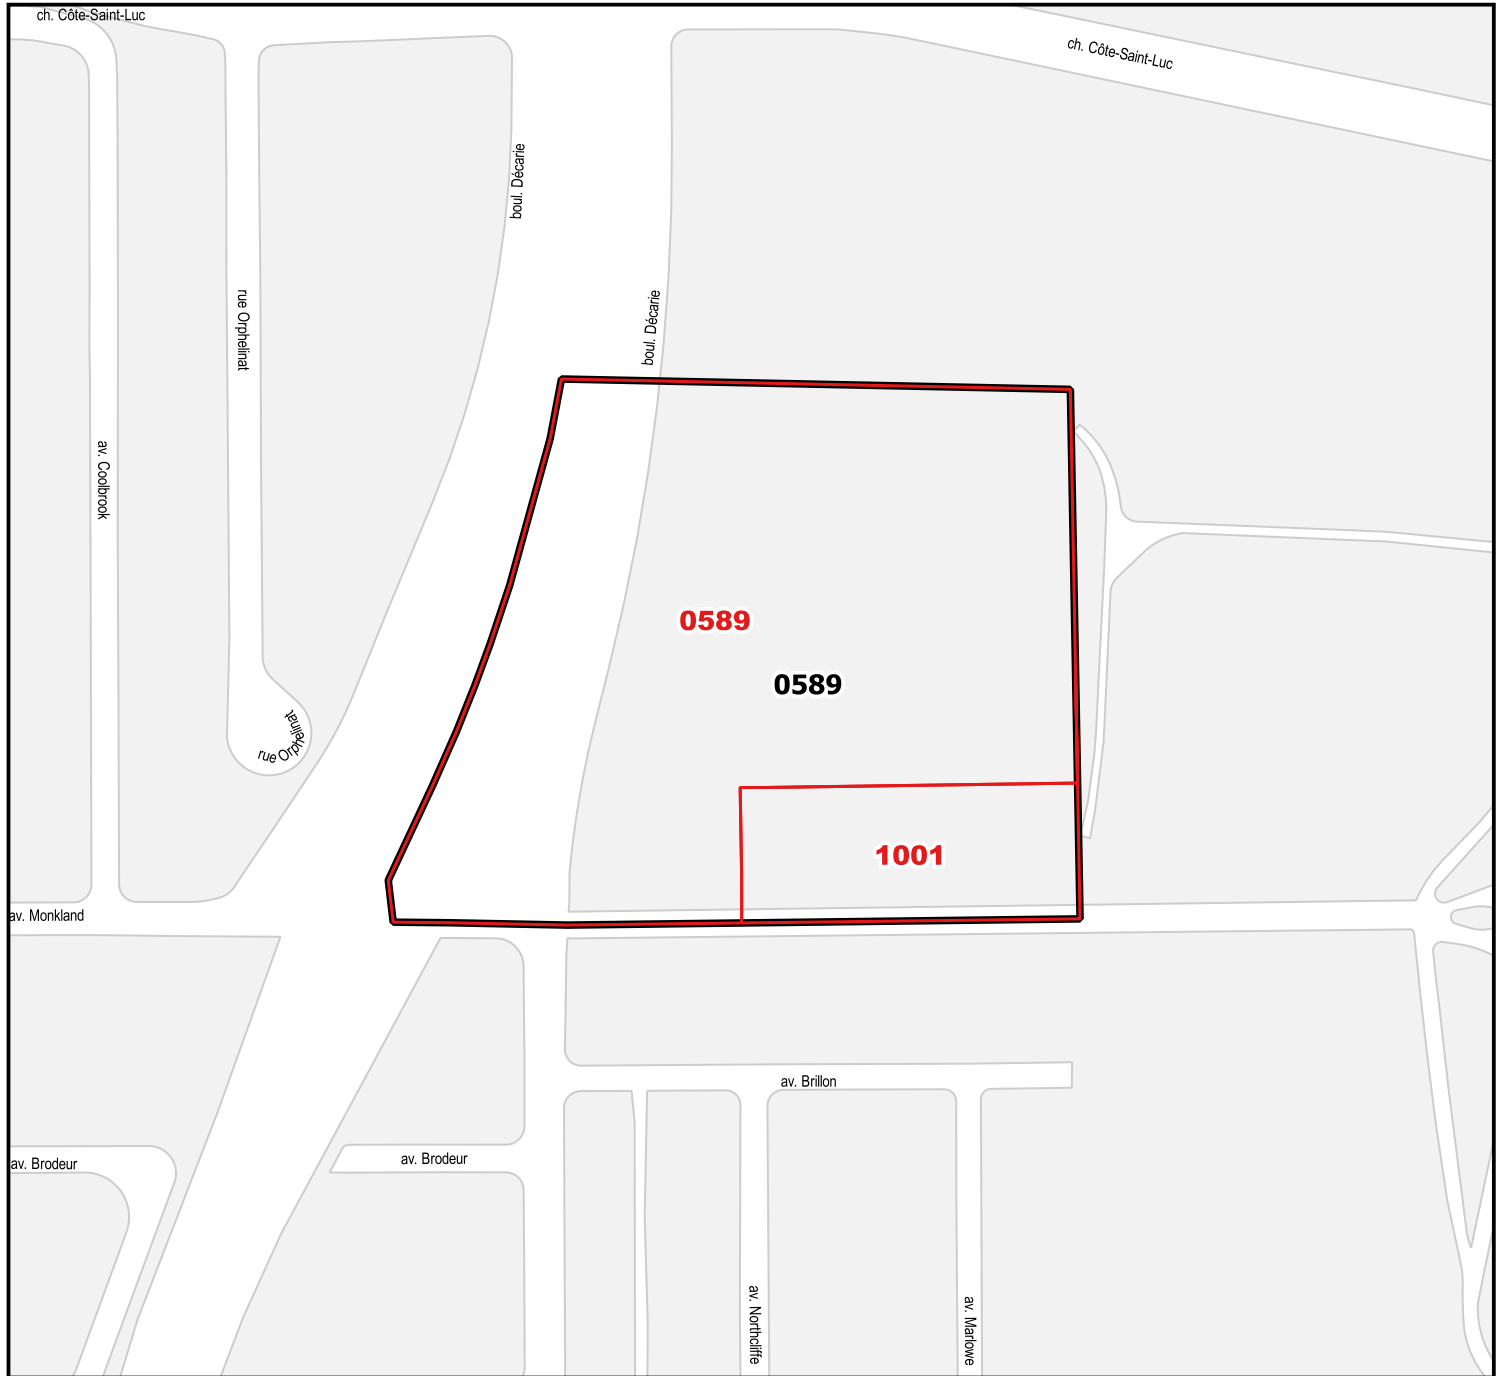 ch. Côte-Saint-Luc
ch. Côte-Saint-Luc
boul. Décarie
boul. Décarie
rue Orphelinat
av. Coolbrook
0589
0589
rue Orphelinat
1001
av. Monkland
av. Brillon
av. Brodeur
av. Brodeur
av. Northcliffe
av. Marlowe